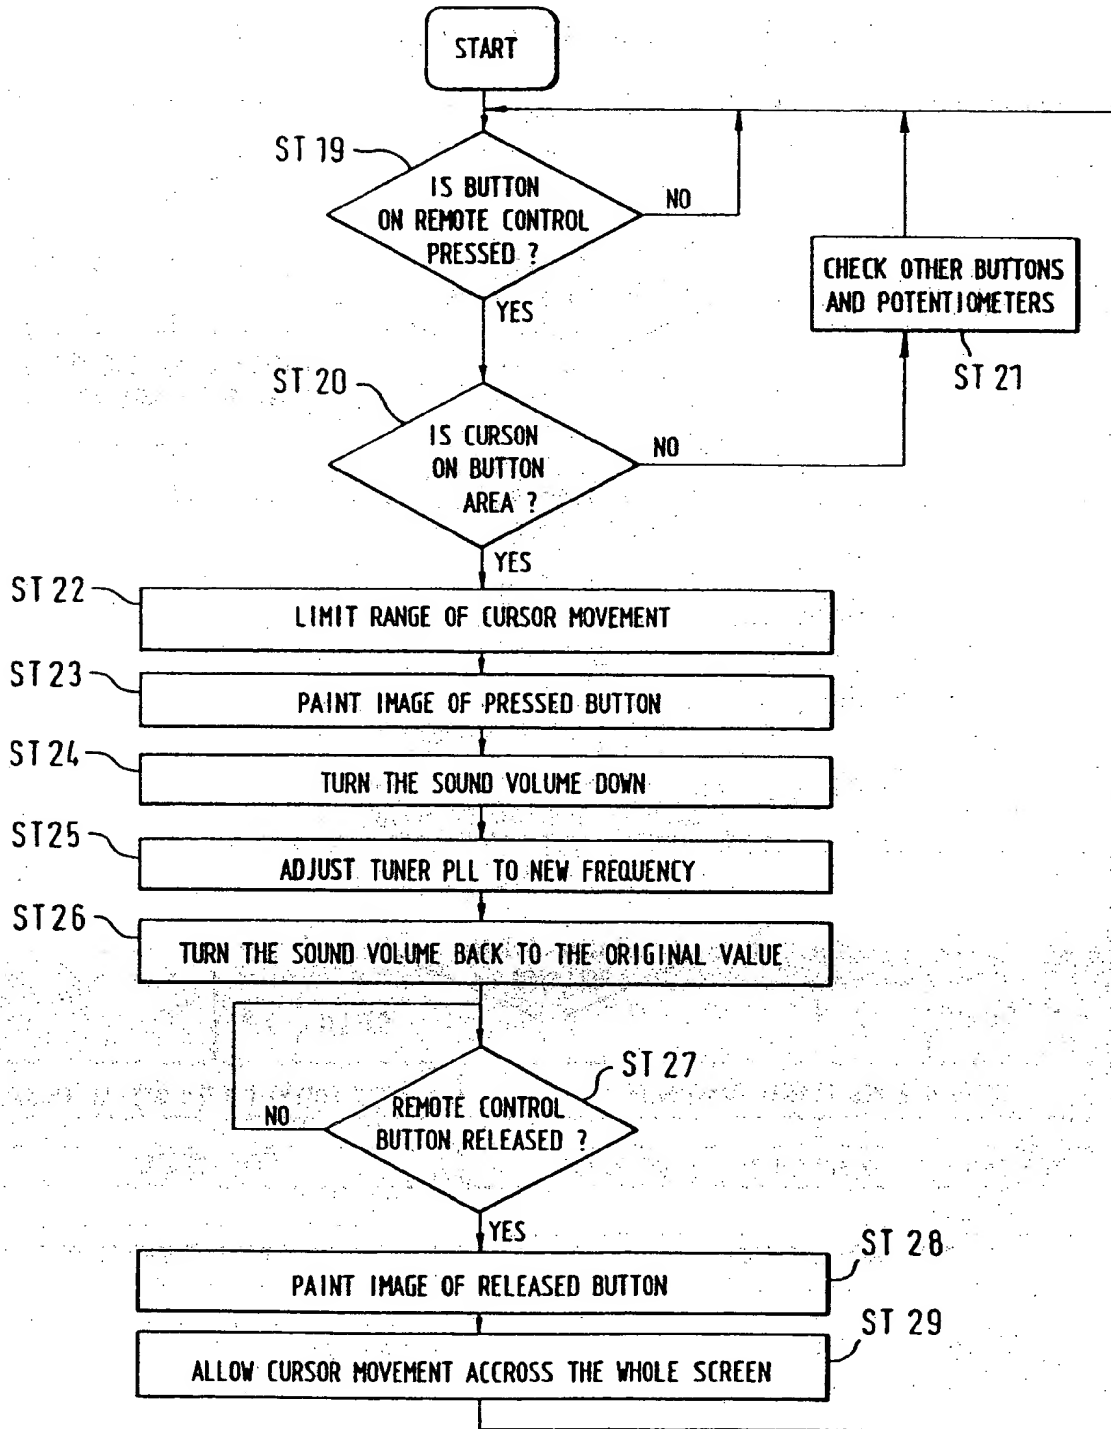 START
ST 19
IS BUTTON
ON REMOTE CONTROL
PRESSED ?
NO
YES
CHECK OTHER BUTTONS
AND POTENTIOMETERS
ST 21
ST 20
IS CURSON
ON BUTTON
AREA ?
NO
YES
ST 22
LIMIT RANGE OF CURSOR MOVEMENT
ST 23
PAINT IMAGE OF PRESSED BUTTON
ST 24
TURN THE SOUND VOLUME DOWN
ST 25
ADJUST TUNER PLL TO NEW FREQUENCY
ST 26
TURN THE SOUND VOLUME BACK TO THE ORIGINAL VALUE
ST 27
REMOTE CONTROL
BUTTON RELEASED ?
NO
YES
ST 28
PAINT IMAGE OF RELEASED BUTTON
ST 29
ALLOW CURSOR MOVEMENT ACCROSS THE WHOLE SCREEN